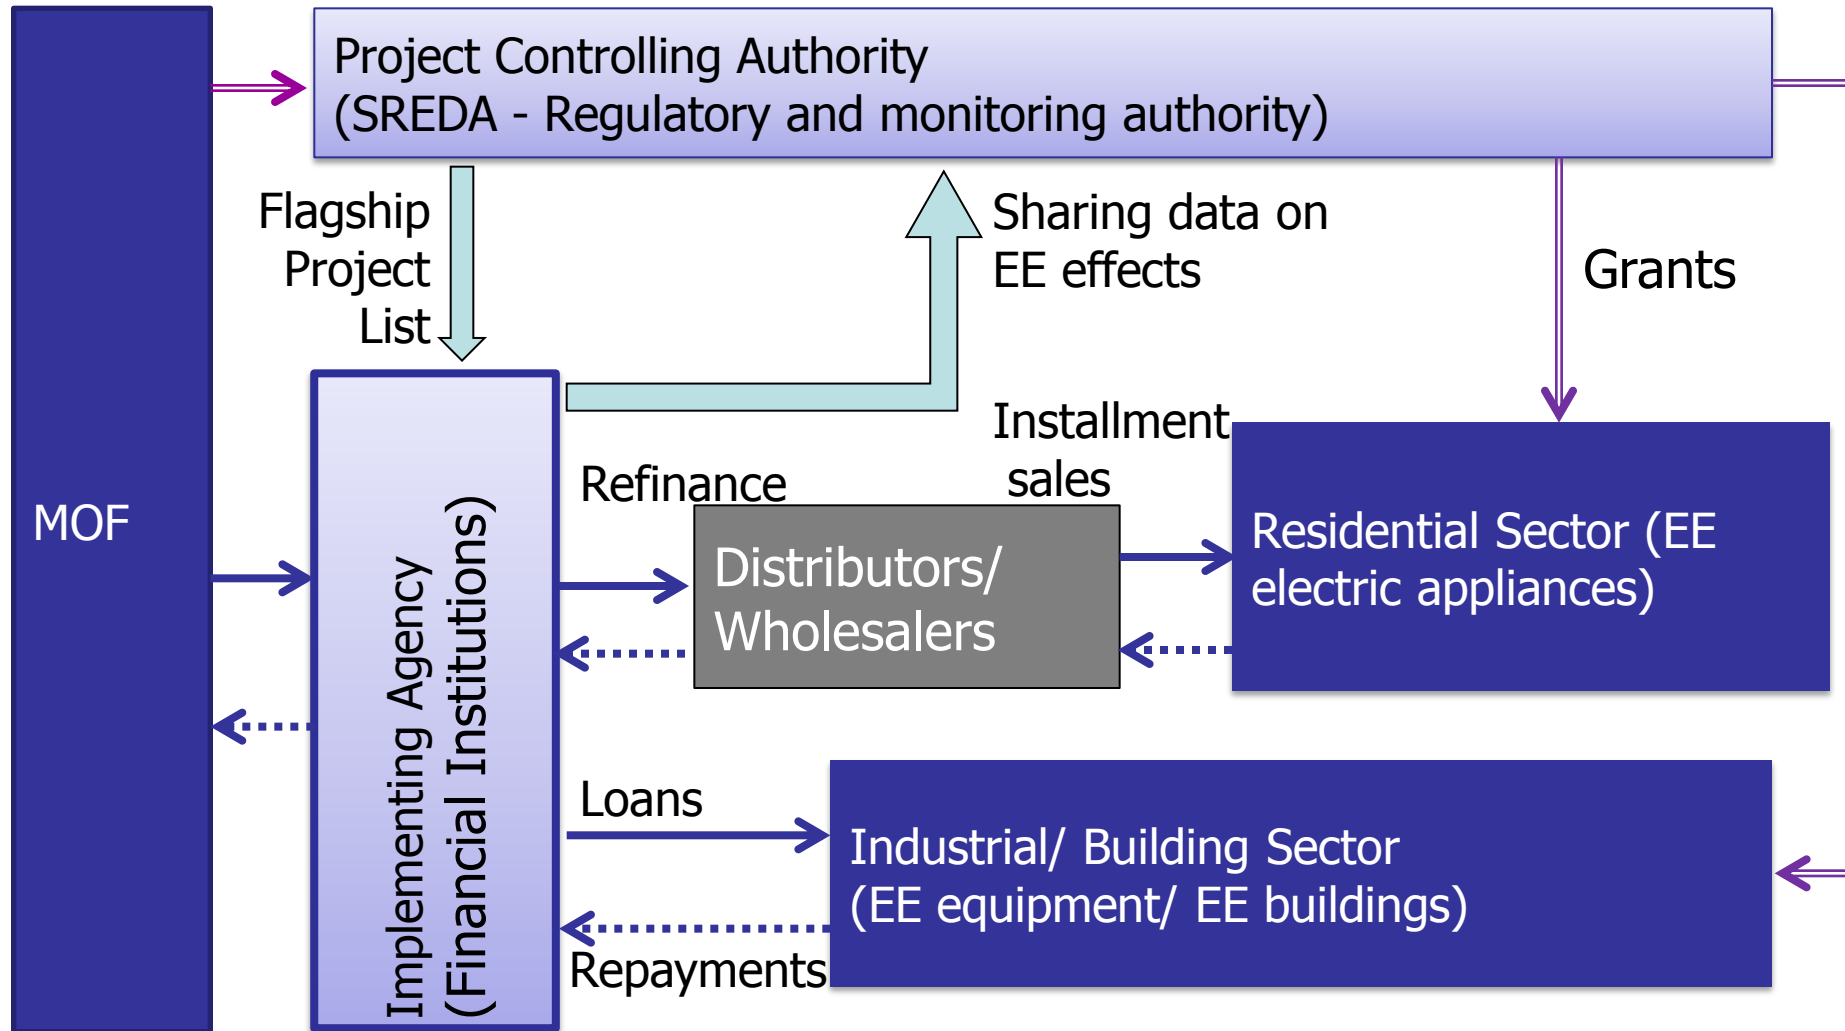 Project Controlling Authority
(SREDA - Regulatory and monitoring authority)
Flagship
Project
List
Sharing data on
EE effects
Grants
MOF
Implementing Agency
(Financial Institutions)
Refinance
Installment
sales
Distributors/
Wholesalers
Residential Sector (EE
electric appliances)
Loans
Industrial/ Building Sector
(EE equipment/ EE buildings)
Repayments